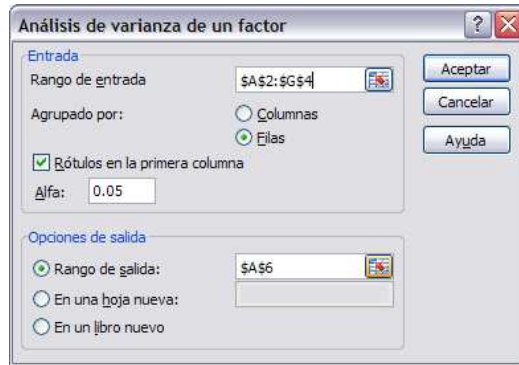 Análisis de varianza de un factor
Entrada
Rango de entrada
$A$2:$G$4
Agrupado por:
Columnas
Filas
Rótulos en la primera columna
Alfa:
0.05
Aceptar
Cancelar
Ayuda
Opciones de salida
Rango de salida:
$A$6
En una hoja nueva:
En un libro nuevo